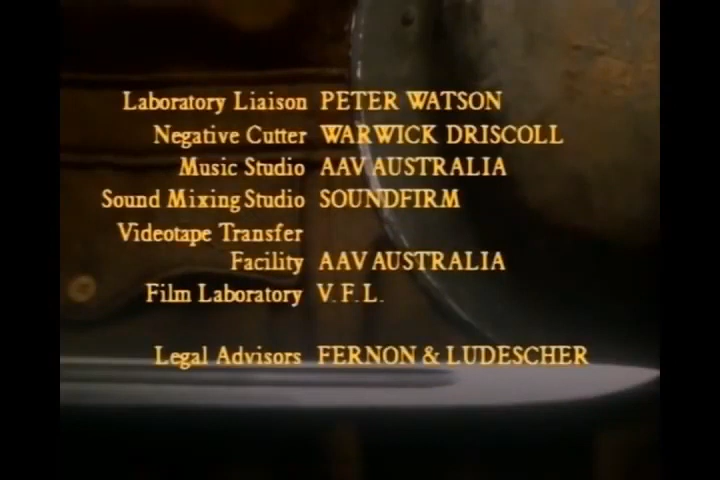 Laboratory Liaison PETER WATSON
Negative Cutter WARWICK DRISCOLL
Music Studio AAV AUSTRALIA
Sound Mixing Studio SOUNDFIRM
Videotape Transfer
Facility AAV AUSTRALIA
Film Laboratory V.F.L.
Legal Advisors FERNON & LUDESCHER